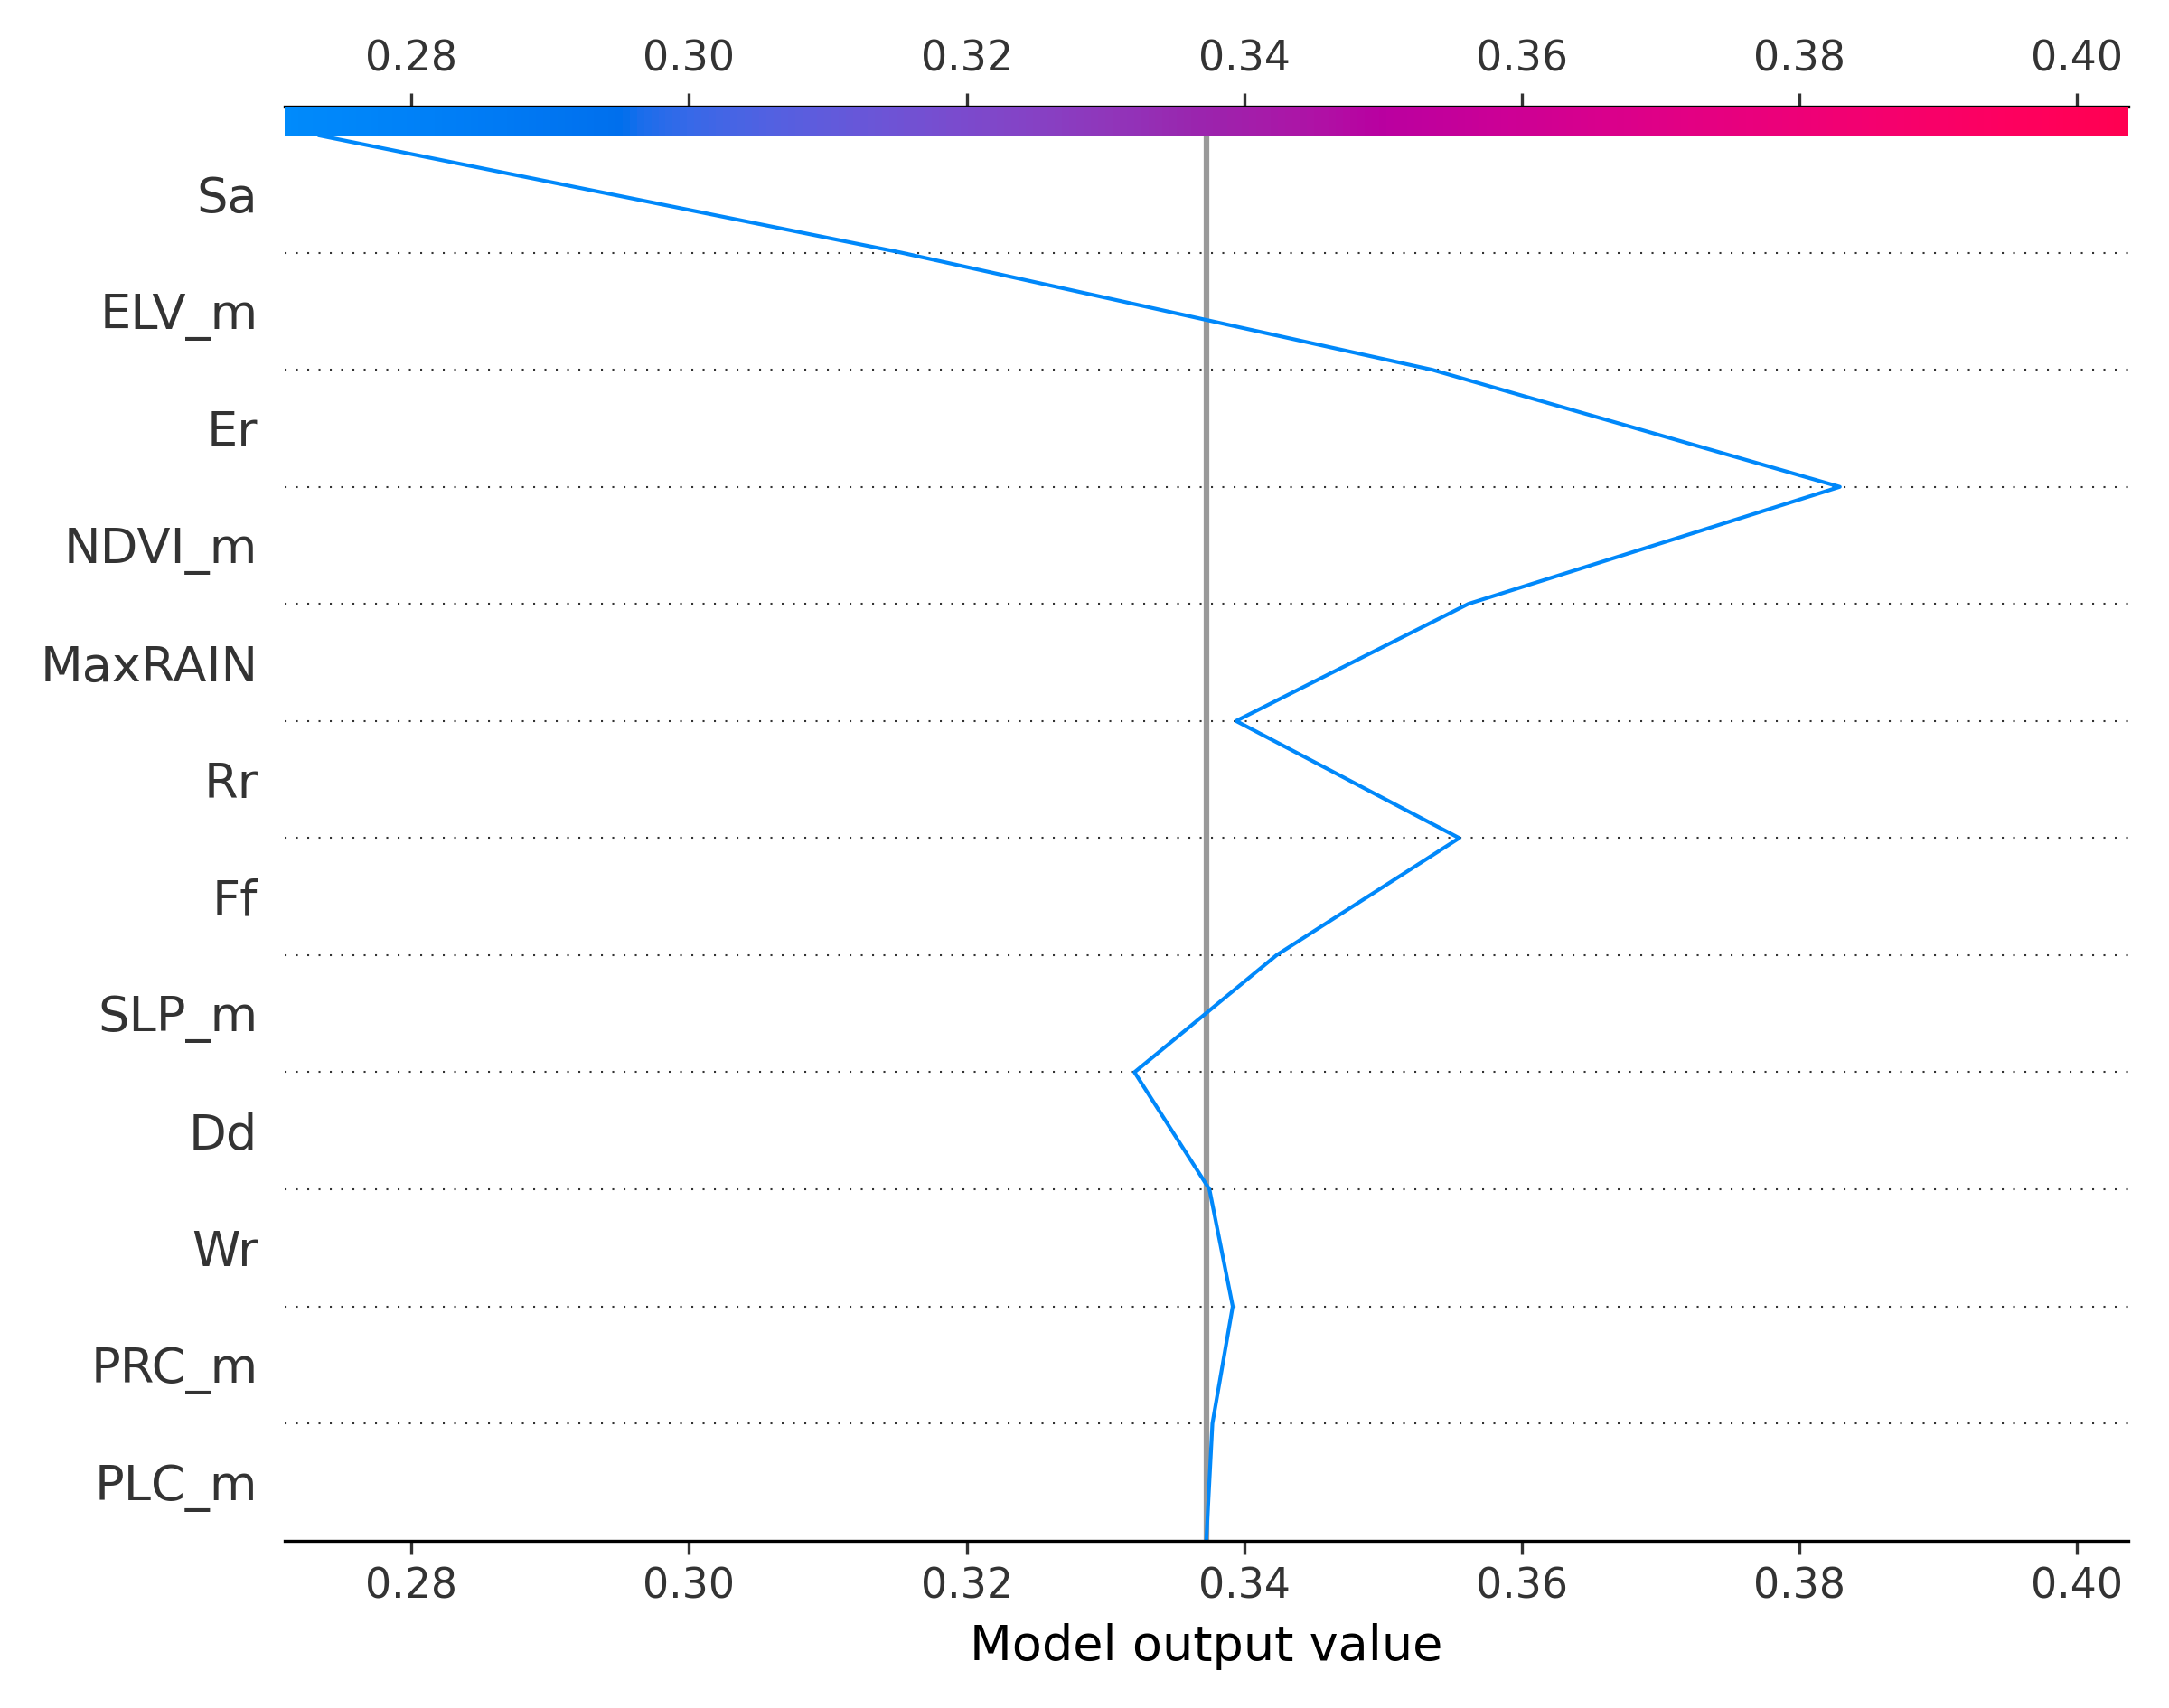 0.28 0.30 0.32 0.34 0.36 0.38 0.40
Sa
ELV_m
Er
NDVI_m
MaxRAIN
Rr
Ff
SLP_m
Dd
Wr
PRC_m
PLC_m
0.28 0.30 0.32 0.34 0.36 0.38 0.40
Model output value